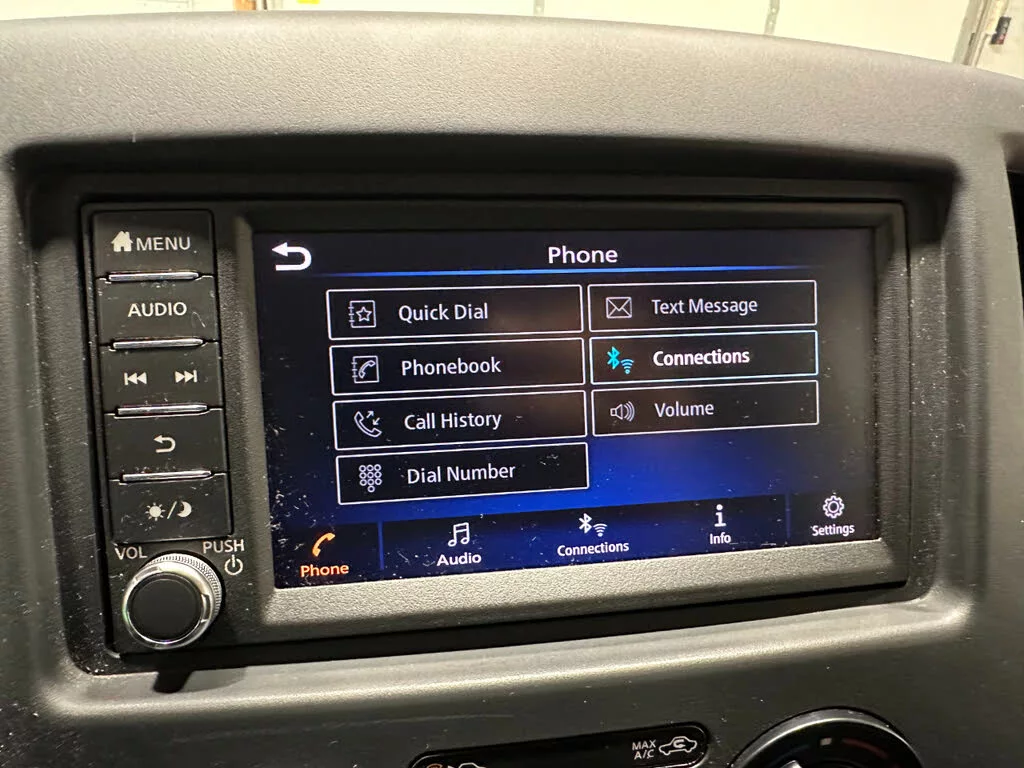 MENU
AUDIO
VOL
PUSH
Phone
Quick Dial
Text Message
Phonebook
Connections
Call History
Volume
Dial Number
Phone
Audio
Connections
Info
Settings
MAX
A/C